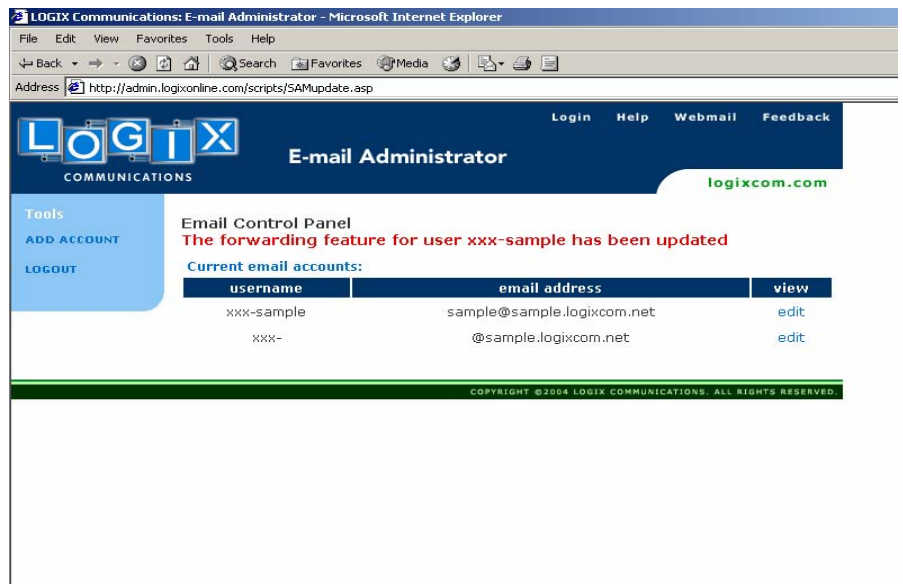 LOGIX Communications: E-mail Administrator - Microsoft Internet Explorer
File Edit View Favorites Tools Help
Back Search Favorites Media
Address http://admin.logixonline.com/scripts/SAMupdate.asp
Login Help Webmail Feedback
LOGIX
COMMUNICATIONS
E-mail Administrator
logixcom.com
Tools
ADD ACCOUNT
LOGOUT
Email Control Panel
The forwarding feature for user xxx-sample has been updated
Current email accounts:
username email address view
xxx-sample sample@sample.logixcom.net edit
xxx- @sample.logixcom.net edit
COPYRIGHT ©2004 LOGIX COMMUNICATIONS. ALL RIGHTS RESERVED.